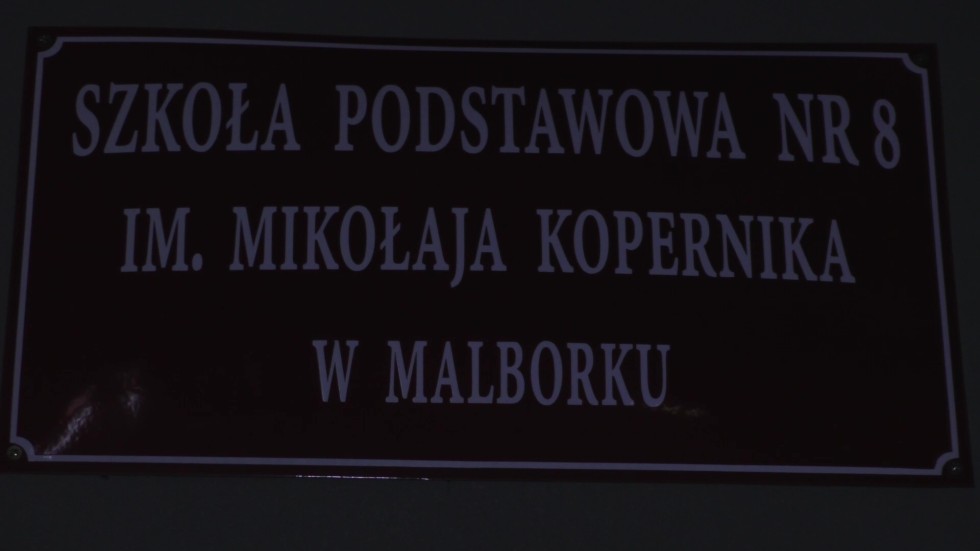 SZKOŁA PODSTAWOWA NR 8
IM. MIKOŁAJA KOPERNIKA
W MALBORKU